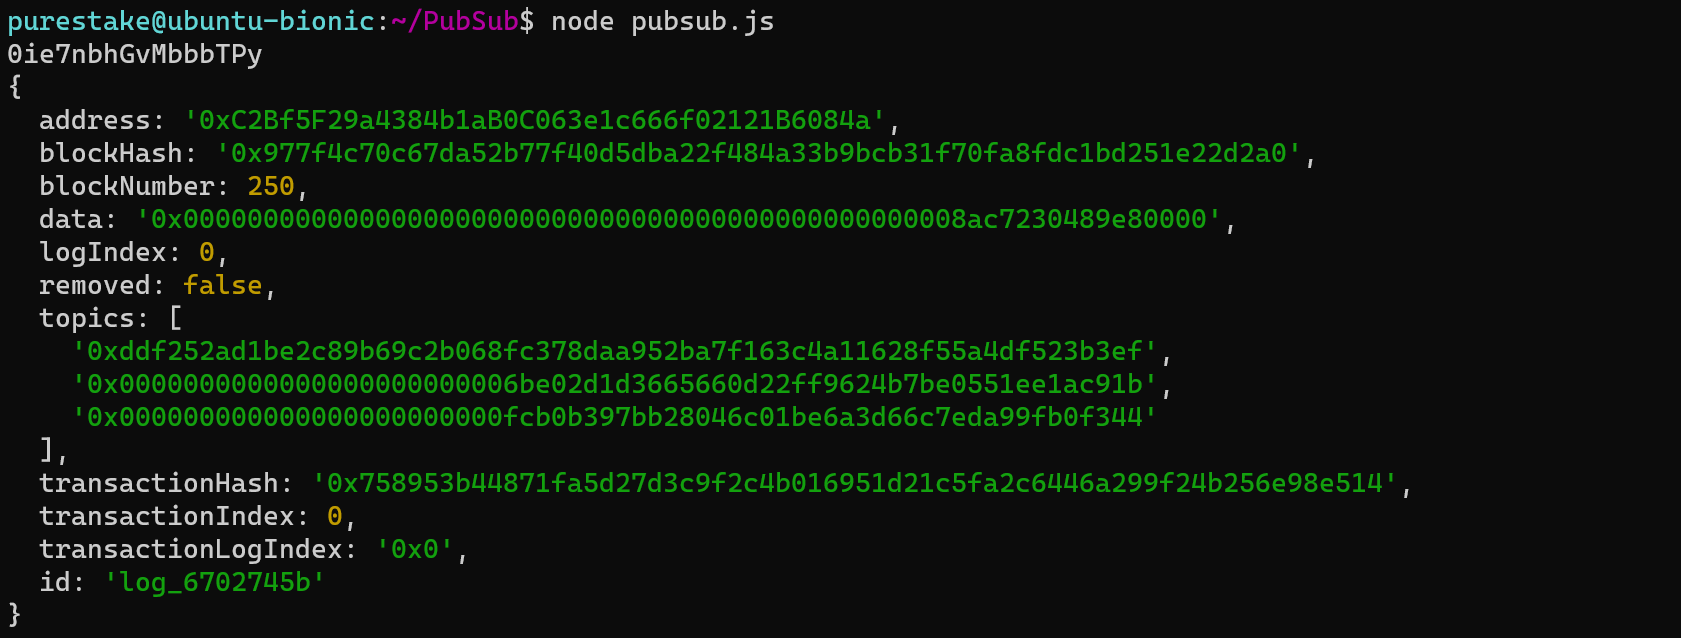 purestake@ubuntu-bionic:~/PubSub$ node pubsub.js
0ie7nbhGvMbbbTPy
{
  address: '0xC2Bf5F29a4384b1aB0C063e1c666f02121B6084a',
  blockHash: '0x977f4c70c67da52b77f40d5dba22f484a33b9bcb31f70fa8fdc1bd251e22d2a0',
  blockNumber: 250,
  data: '0x0000000000000000000000000000000000000000000000008ac7230489e80000',
  logIndex: 0,
  removed: false,
  topics: [
    '0xddf252ad1be2c89b69c2b068fc378daa952ba7f163c4a11628f55a4df523b3ef',
    '0x0000000000000000000000006be02d1d3665660d22ff9624b7be0551ee1ac91b',
    '0x000000000000000000000000fcb0b397bb28046c01be6a3d66c7eda99fb0f344'
  ],
  transactionHash: '0x758953b44871fa5d27d3c9f2c4b016951d21c5fa2c6446a299f24b256e98e514',
  transactionIndex: 0,
  transactionLogIndex: '0x0',
  id: 'log_6702745b'
}